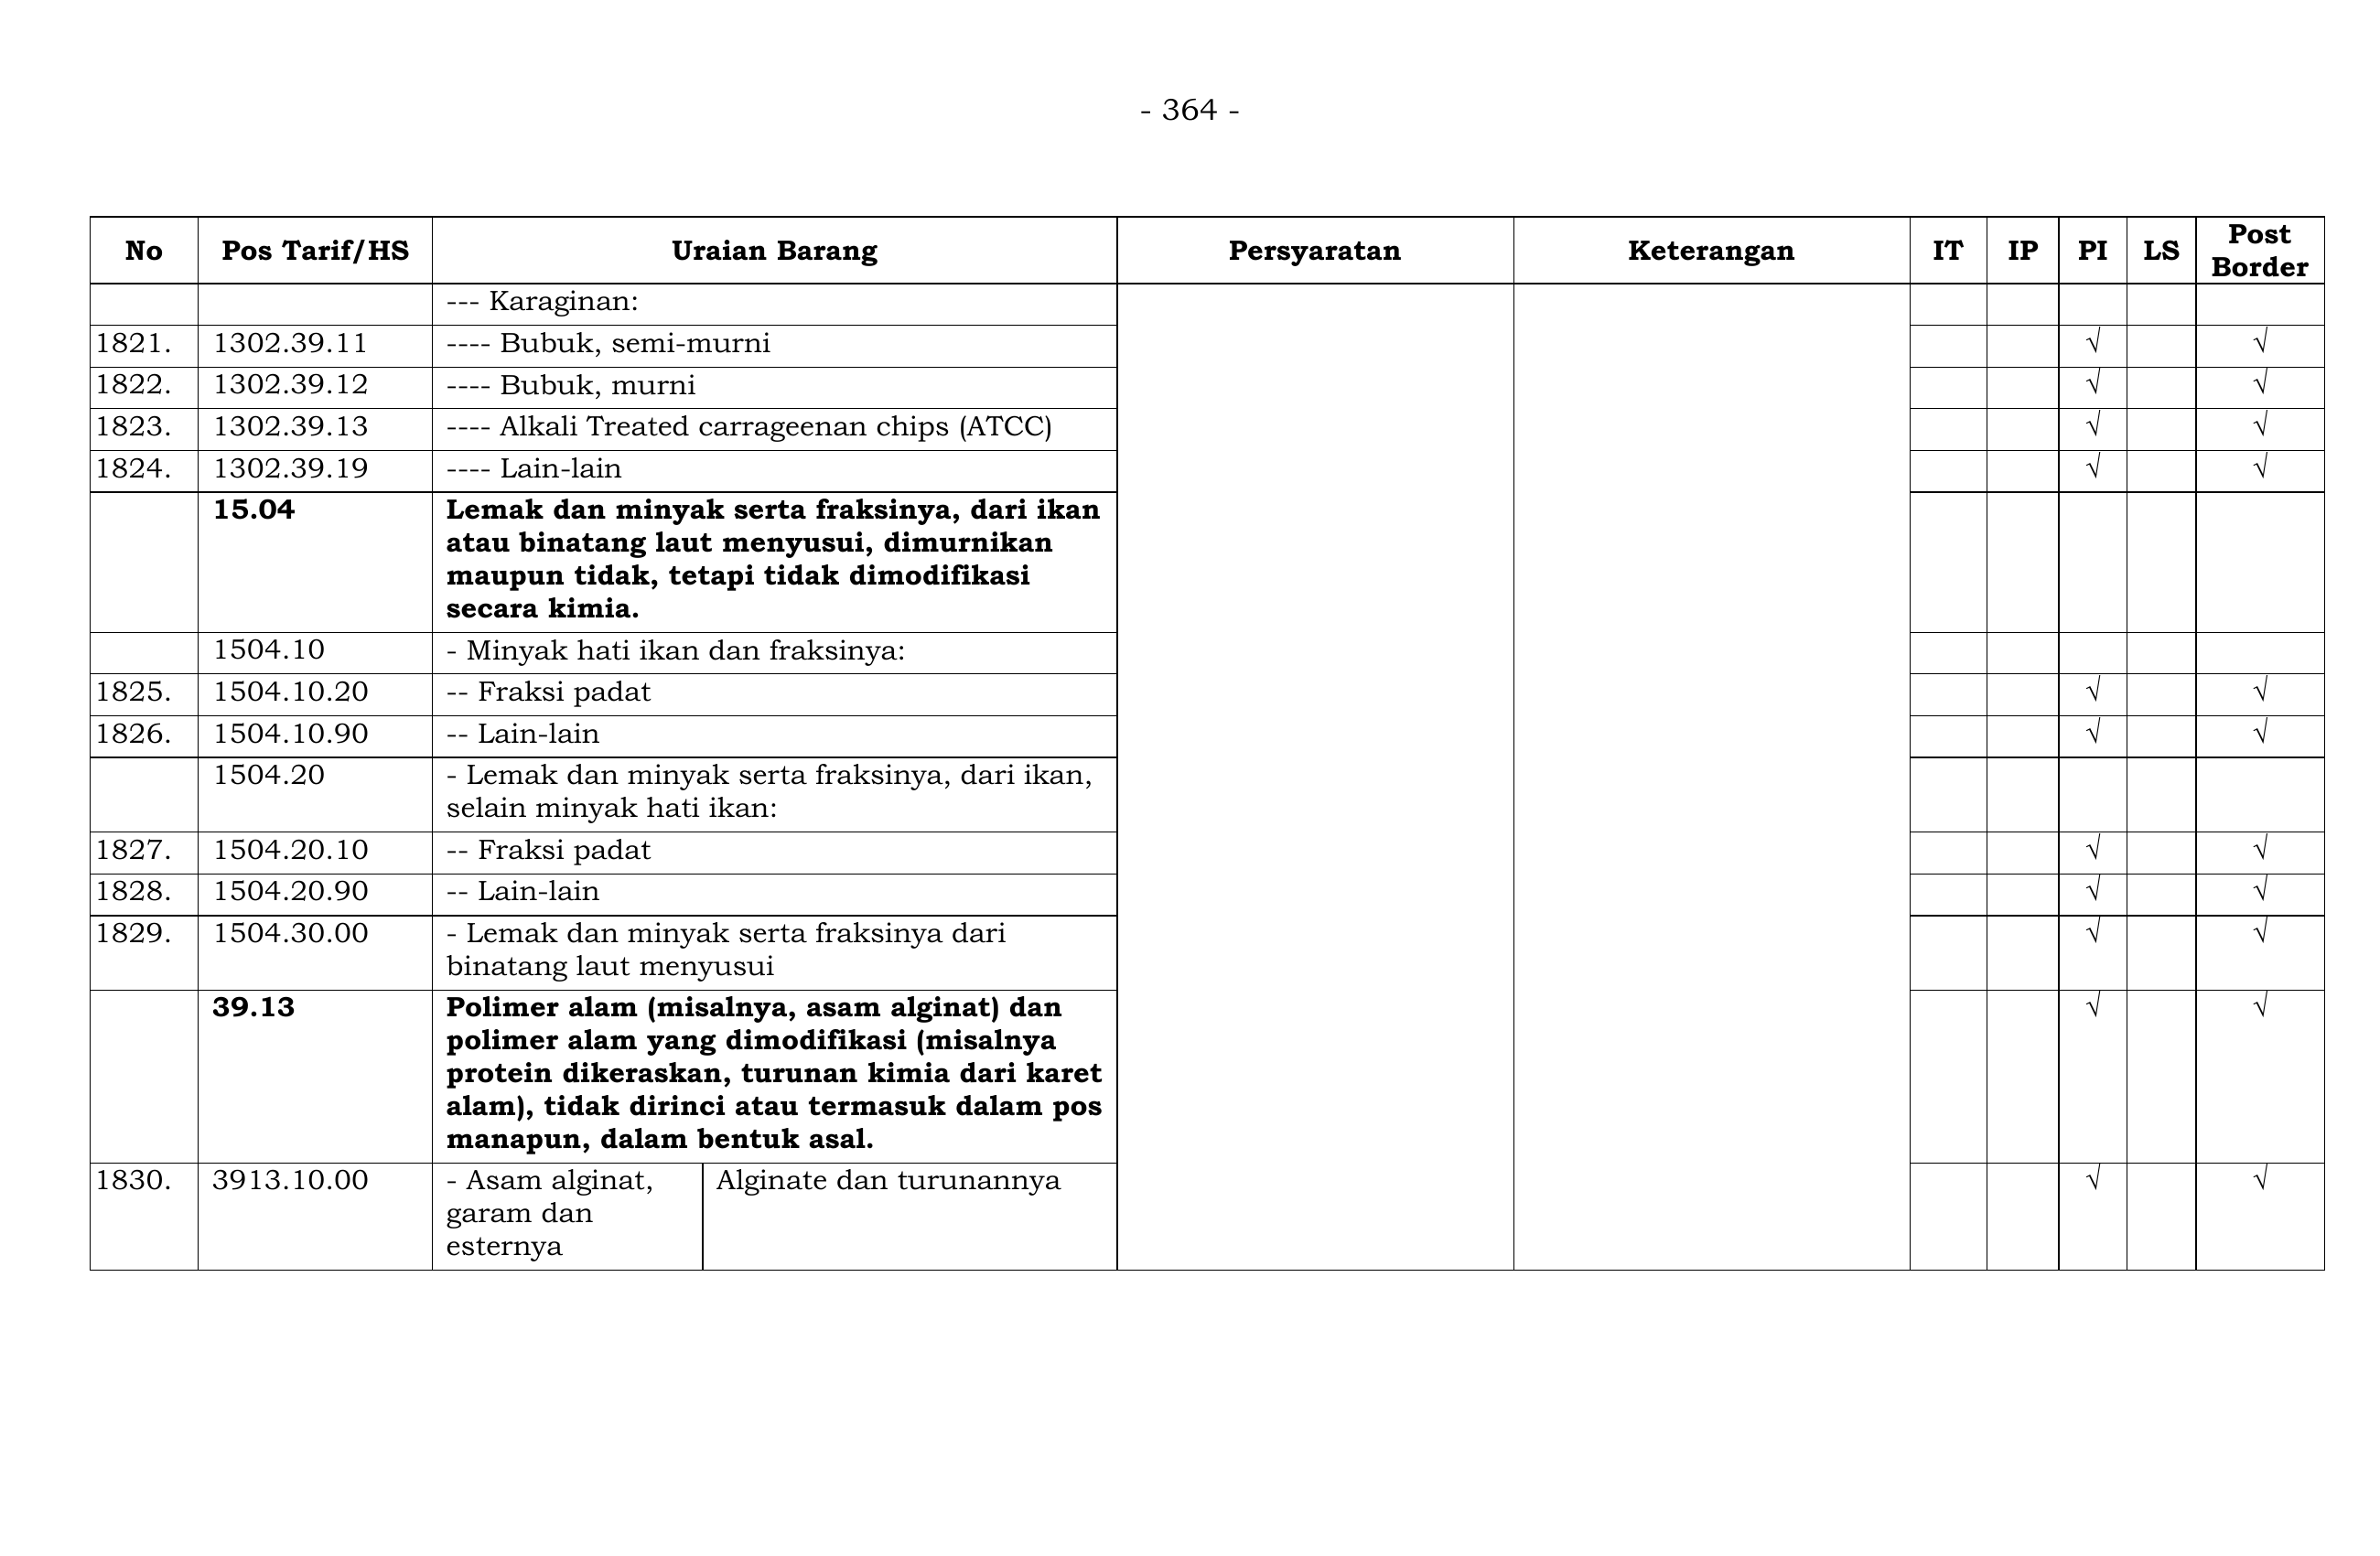 - 364 -
No Pos Tarif/HS Uraian Barang Persyaratan Keterangan IT IP PI LS Post Border
--- Karaginan:
1821. 1302.39.11 ---- Bubuk, semi-murni √ √
1822. 1302.39.12 ---- Bubuk, murni √ √
1823. 1302.39.13 ---- Alkali Treated carrageenan chips (ATCC) √ √
1824. 1302.39.19 ---- Lain-lain √ √
15.04 Lemak dan minyak serta fraksinya, dari ikan
atau binatang laut menyusui, dimurnikan
maupun tidak, tetapi tidak dimodifikasi
secara kimia.
1504.10 - Minyak hati ikan dan fraksinya:
1825. 1504.10.20 -- Fraksi padat √ √
1826. 1504.10.90 -- Lain-lain √ √
1504.20 - Lemak dan minyak serta fraksinya, dari ikan,
selain minyak hati ikan:
1827. 1504.20.10 -- Fraksi padat √ √
1828. 1504.20.90 -- Lain-lain √ √
1829. 1504.30.00 - Lemak dan minyak serta fraksinya dari √ √
binatang laut menyusui
39.13 Polimer alam (misalnya, asam alginat) dan √ √
polimer alam yang dimodifikasi (misalnya
protein dikeraskan, turunan kimia dari karet
alam), tidak dirinci atau termasuk dalam pos
manapun, dalam bentuk asal.
1830. 3913.10.00 - Asam alginat, Alginate dan turunannya √ √
garam dan
esternya